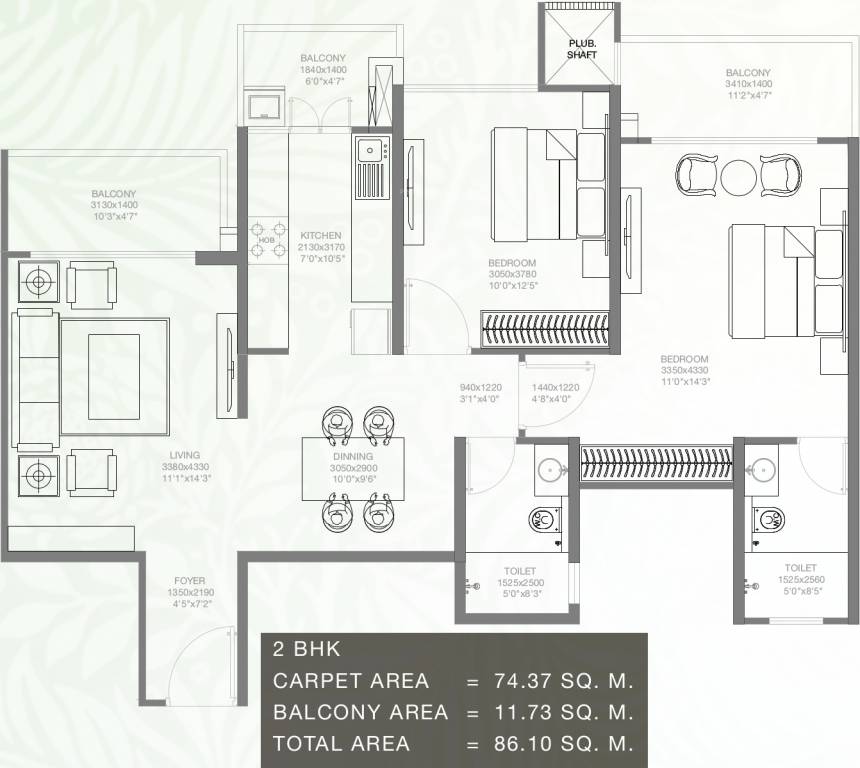 PLUB.
SHAFT
BALCONY
1840x1400
6'0"x4'7"
BALCONY
3410x1400
11'2"x4'7"
BALCONY
3130x1400
10'3"x4'7"
HOB
KITCHEN
2130x3170
7'0"x10'5"
BEDROOM
3050x3780
10'0"x12'5"
BEDROOM
3350x4330
11'0"x14'3"
940x1220
3'1"x4'0"
1440x1220
4'8"x4'0"
LIVING
3380x4330
11'1"x14'3"
DINNING
3050x2900
10'0"x9'6"
W.C
W.C
FOYER
1350x2190
4'5"x7'2"
TOILET
1525x2500
5'0"x8'3"
TOILET
1525x2560
5'0"x8'5"
2 BHK
CARPET AREA = 74.37 SQ. M.
BALCONY AREA = 11.73 SQ. M.
TOTAL AREA = 86.10 SQ. M.